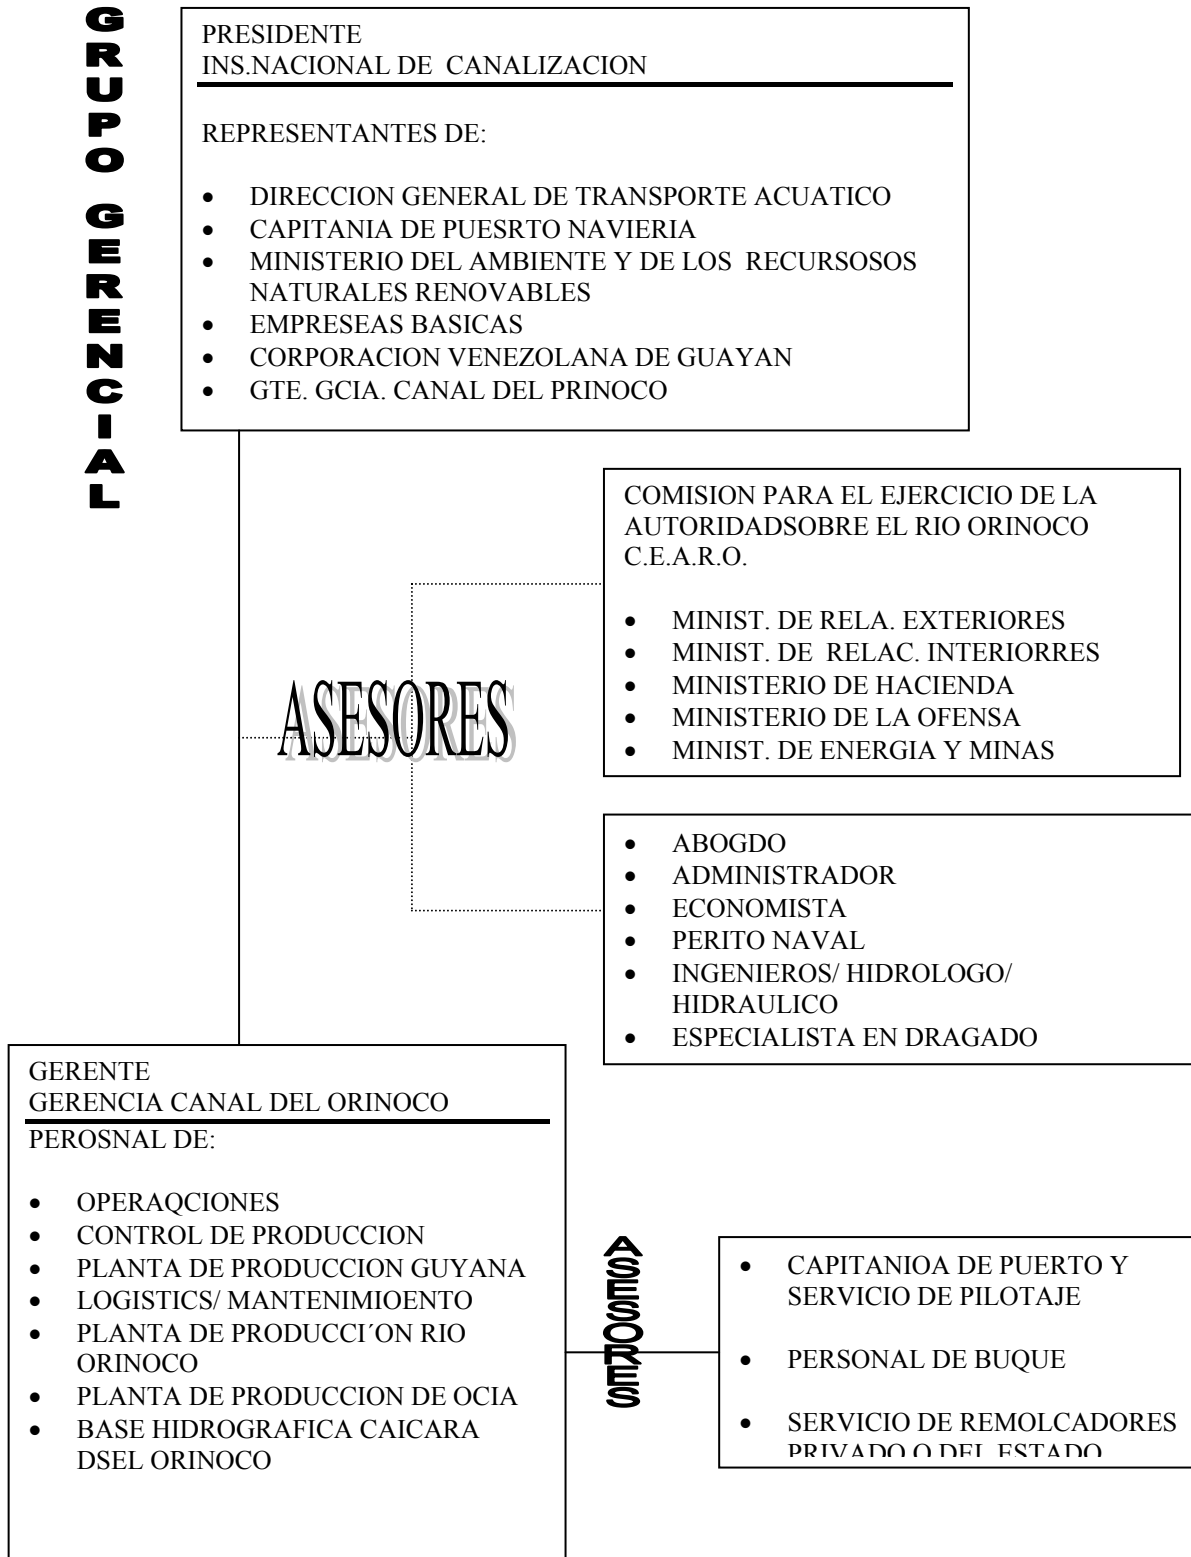 GRUPO GERENCIAL
PRESIDENTE
INS.NACIONAL DE CANALIZACION
REPRESENTANTES DE:
• DIRECCION GENERAL DE TRANSPORTE ACUATICO
• CAPITANIA DE PUESRTO NAVIERIA
• MINISTERIO DEL AMBIENTE Y DE LOS RECURSOSOS
NATURALES RENOVABLES
• EMPRESEAS BASICAS
• CORPORACION VENEZOLANA DE GUAYAN
• GTE. GCIA. CANAL DEL PRINOCO
COMISION PARA EL EJERCICIO DE LA
AUTORIDADSOBRE EL RIO ORINOCO
C.E.A.R.O.
• MINIST. DE RELA. EXTERIORES
• MINIST. DE RELAC. INTERIORRES
• MINISTERIO DE HACIENDA
• MINISTERIO DE LA OFENSA
• MINIST. DE ENERGIA Y MINAS
ASESORES
• ABOGDO
• ADMINISTRADOR
• ECONOMISTA
• PERITO NAVAL
• INGENIEROS/ HIDROLOGO/
HIDRAULICO
• ESPECIALISTA EN DRAGADO
GERENTE
GERENCIA CANAL DEL ORINOCO
PEROSNAL DE:
• OPERAQCIONES
• CONTROL DE PRODUCCION
• PLANTA DE PRODUCCION GUYANA
• LOGISTICS/ MANTENIMIOENTO
• PLANTA DE PRODUCCI´ON RIO
ORINOCO
• PLANTA DE PRODUCCION DE OCIA
• BASE HIDROGRAFICA CAICARA
DSEL ORINOCO
ASESORES
• CAPITANIOA DE PUERTO Y
SERVICIO DE PILOTAJE
• PERSONAL DE BUQUE
• SERVICIO DE REMOLCADORES
PRIVADO O DEL ESTADO